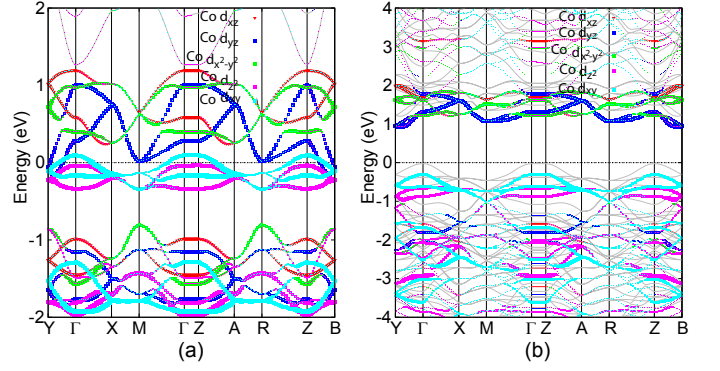 2
1
0
-1
-2
Energy (eV)
Co d_xz
Co d_yz
Co d_x²-y²
Co d_z²
Co d_xy
Y Γ X M Γ Z A R Z B
(a)
4
3
2
1
0
-1
-2
-3
-4
Energy (eV)
Co d_xz
Co d_yz
Co d_x²-y²
Co d_z²
Co d_xy
Y Γ X M Γ Z A R Z B
(b)